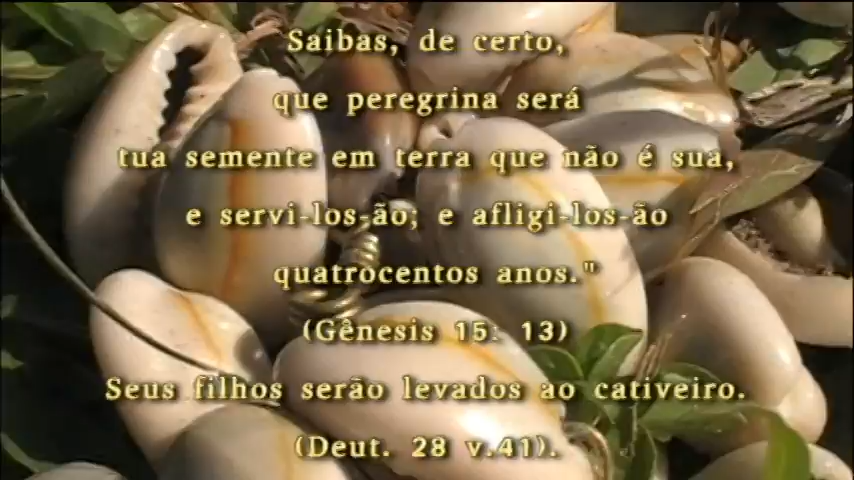 Saibas, de certo,
que peregrina será
tua semente em terra que não é sua,
e servi-los-ão; e afligi-los-ão
quatrocentos anos."
(Gênesis 15: 13)
Seus filhos serão levados ao cativeiro.
(Deut. 28 v.41).